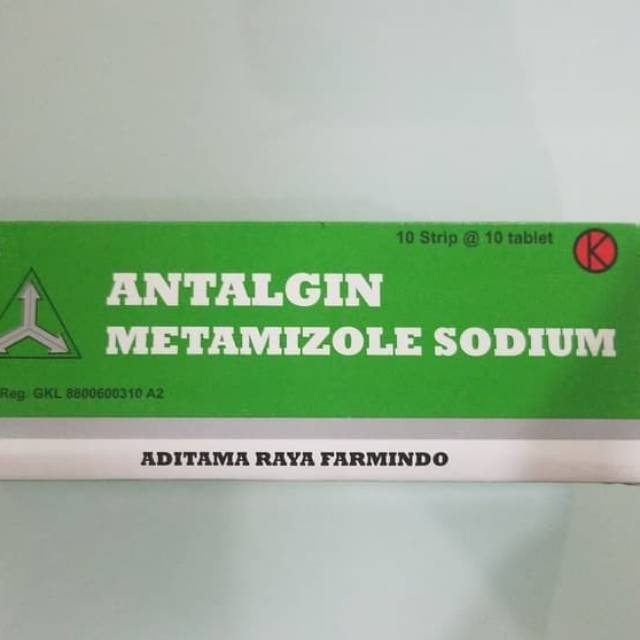 10 Strip @ 10 tablet
K
ANTALGIN
METAMIZOLE SODIUM
Reg. GKL 8800600310 A2
ADITAMA RAYA FARMINDO